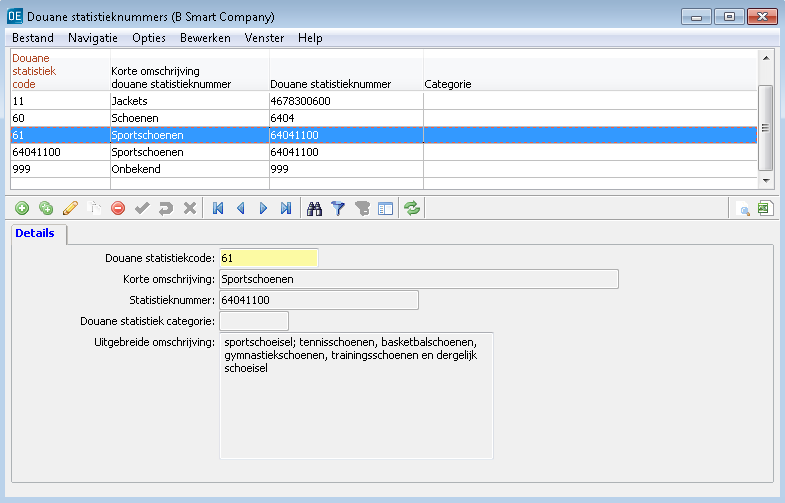 OE Douane statistieknummers (B Smart Company)
Bestand Navigatie Opties Bewerken Venster Help
Douane
statistiek Korte omschrijving
code douane statistieknummer Douane statistieknummer Categorie
11 Jackets 4678300600
60 Schoenen 6404
61 Sportschoenen 64041100
64041100 Sportschoenen 64041100
999 Onbekend 999
Details
Douane statistiekcode: 61
Korte omschrijving: Sportschoenen
Statistieknummer: 64041100
Douane statistiek categorie:
Uitgebreide omschrijving: sportschoeisel; tennisschoenen, basketbalschoenen,
gymnastiekschoenen, trainingsschoenen en dergelijk
schoeisel